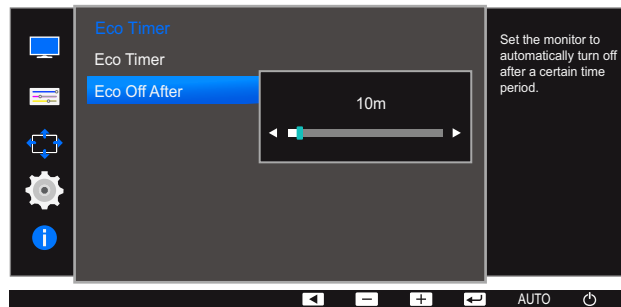 Eco Timer
Eco Timer
Eco Off After
10m
Set the monitor to
automatically turn off
after a certain time
period.
AUTO